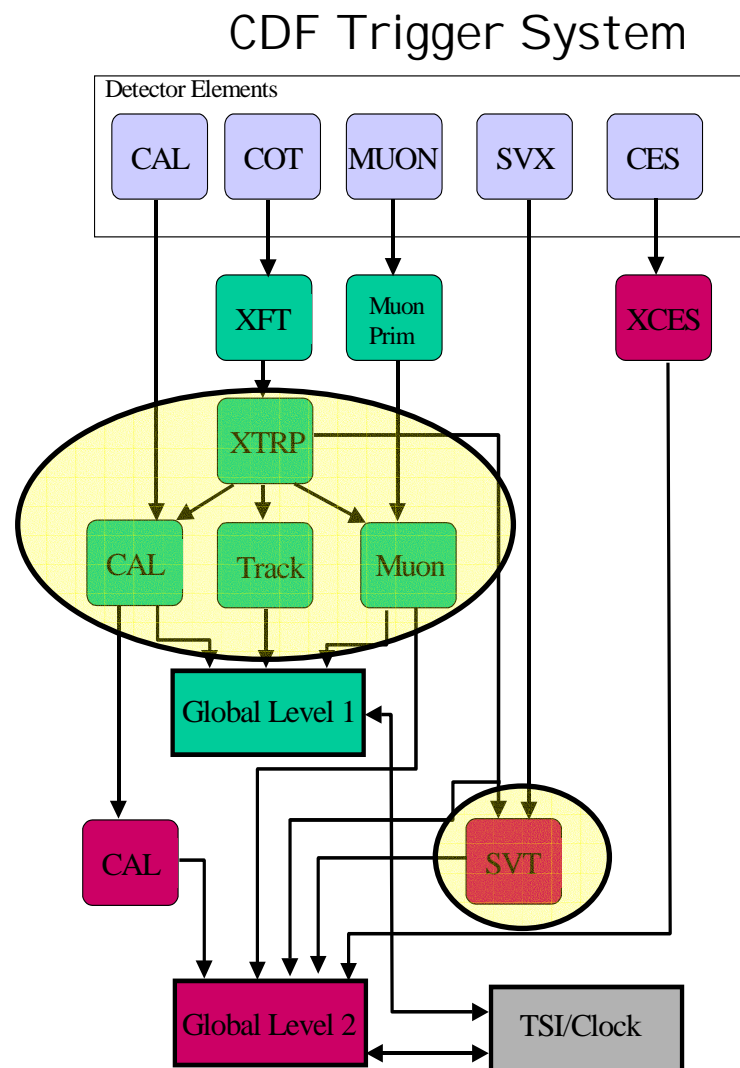 CDF Trigger System
Detector Elements
CAL
COT
MUON
SVX
CES
XFT
Muon
Prim
XCES
XTRP
CAL
Track
Muon
Global Level 1
CAL
SVT
Global Level 2
TSI/Clock